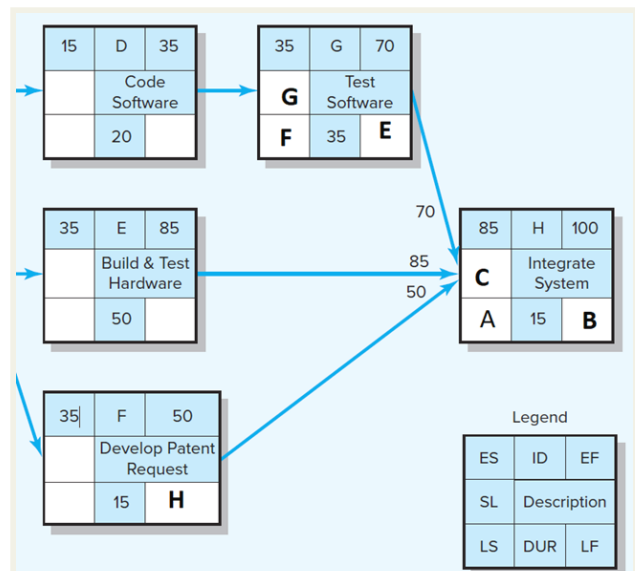 15 D 35
Code
Software
20
35 G 70
G
Test
Software
F 35 E
70
35 E 85
Build & Test
Hardware
50
85
50
85 H 100
C
Integrate
System
A 15 B
35 F 50
Develop Patent
Request
15 H
Legend
ES ID EF
SL Description
LS DUR LF